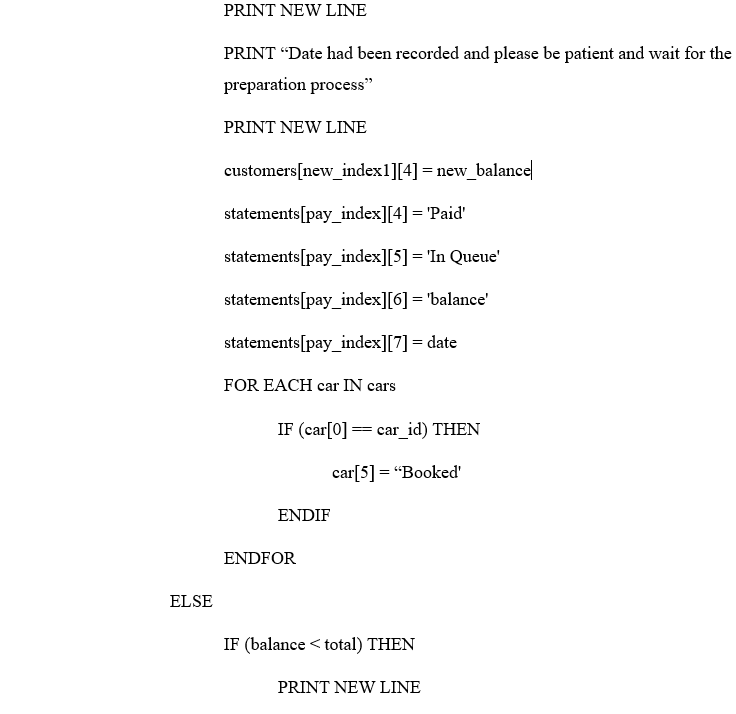 PRINT NEW LINE
PRINT “Date had been recorded and please be patient and wait for the
preparation process”
PRINT NEW LINE
customers[new_index1][4] = new_balance
statements[pay_index][4] = 'Paid'
statements[pay_index][5] = 'In Queue'
statements[pay_index][6] = 'balance'
statements[pay_index][7] = date
FOR EACH car IN cars
IF (car[0] == car_id) THEN
car[5] = “Booked'
ENDIF
ENDFOR
ELSE
IF (balance < total) THEN
PRINT NEW LINE